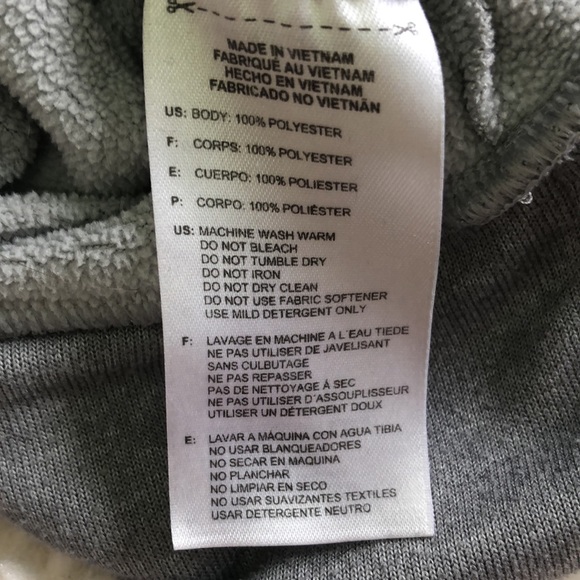 MADE IN VIETNAM
FABRIQUÉ AU VIETNAM
HECHO EN VIETNAM
FABRICADO NO VIETNÃN
US: BODY: 100% POLYESTER
F: CORPS: 100% POLYESTER
E: CUERPO: 100% POLIESTER
P: CORPO: 100% POLIÉSTER
US: MACHINE WASH WARM
DO NOT BLEACH
DO NOT TUMBLE DRY
DO NOT IRON
DO NOT DRY CLEAN
DO NOT USE FABRIC SOFTENER
USE MILD DETERGENT ONLY
F: LAVAGE EN MACHINE A L'EAU TIEDE
NE PAS UTILISER DE JAVELISANT
SANS CULBUTAGE
NE PAS REPASSER
PAS DE NETTOYAGE À SEC
NE PAS UTILISER D'ASSOUPLISSEUR
UTILISER UN DÉTERGENT DOUX
E: LAVAR A MÁQUINA CON AGUA TIBIA
NO USAR BLANQUEADORES
NO SECAR EN MAQUINA
NO PLANCHAR
NO LIMPIAR EN SECO
NO USAR SUAVIZANTES TEXTILES
USAR DETERGENTE NEUTRO